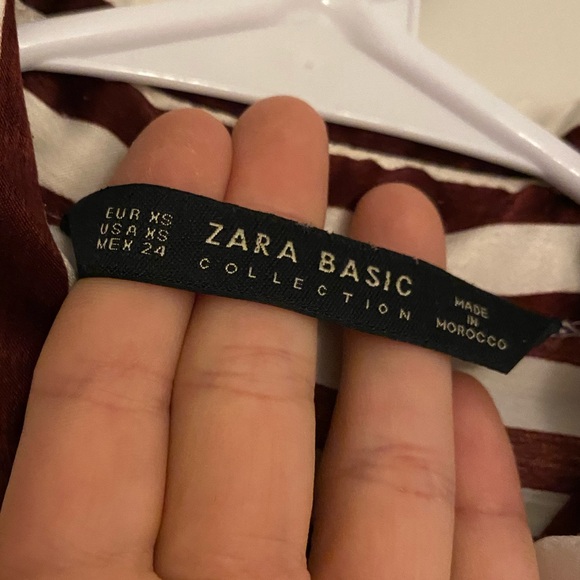 EUR XS
USA XS
MEX 24
ZARA BASIC
COLLECTION
MADE
IN
MOROCCO